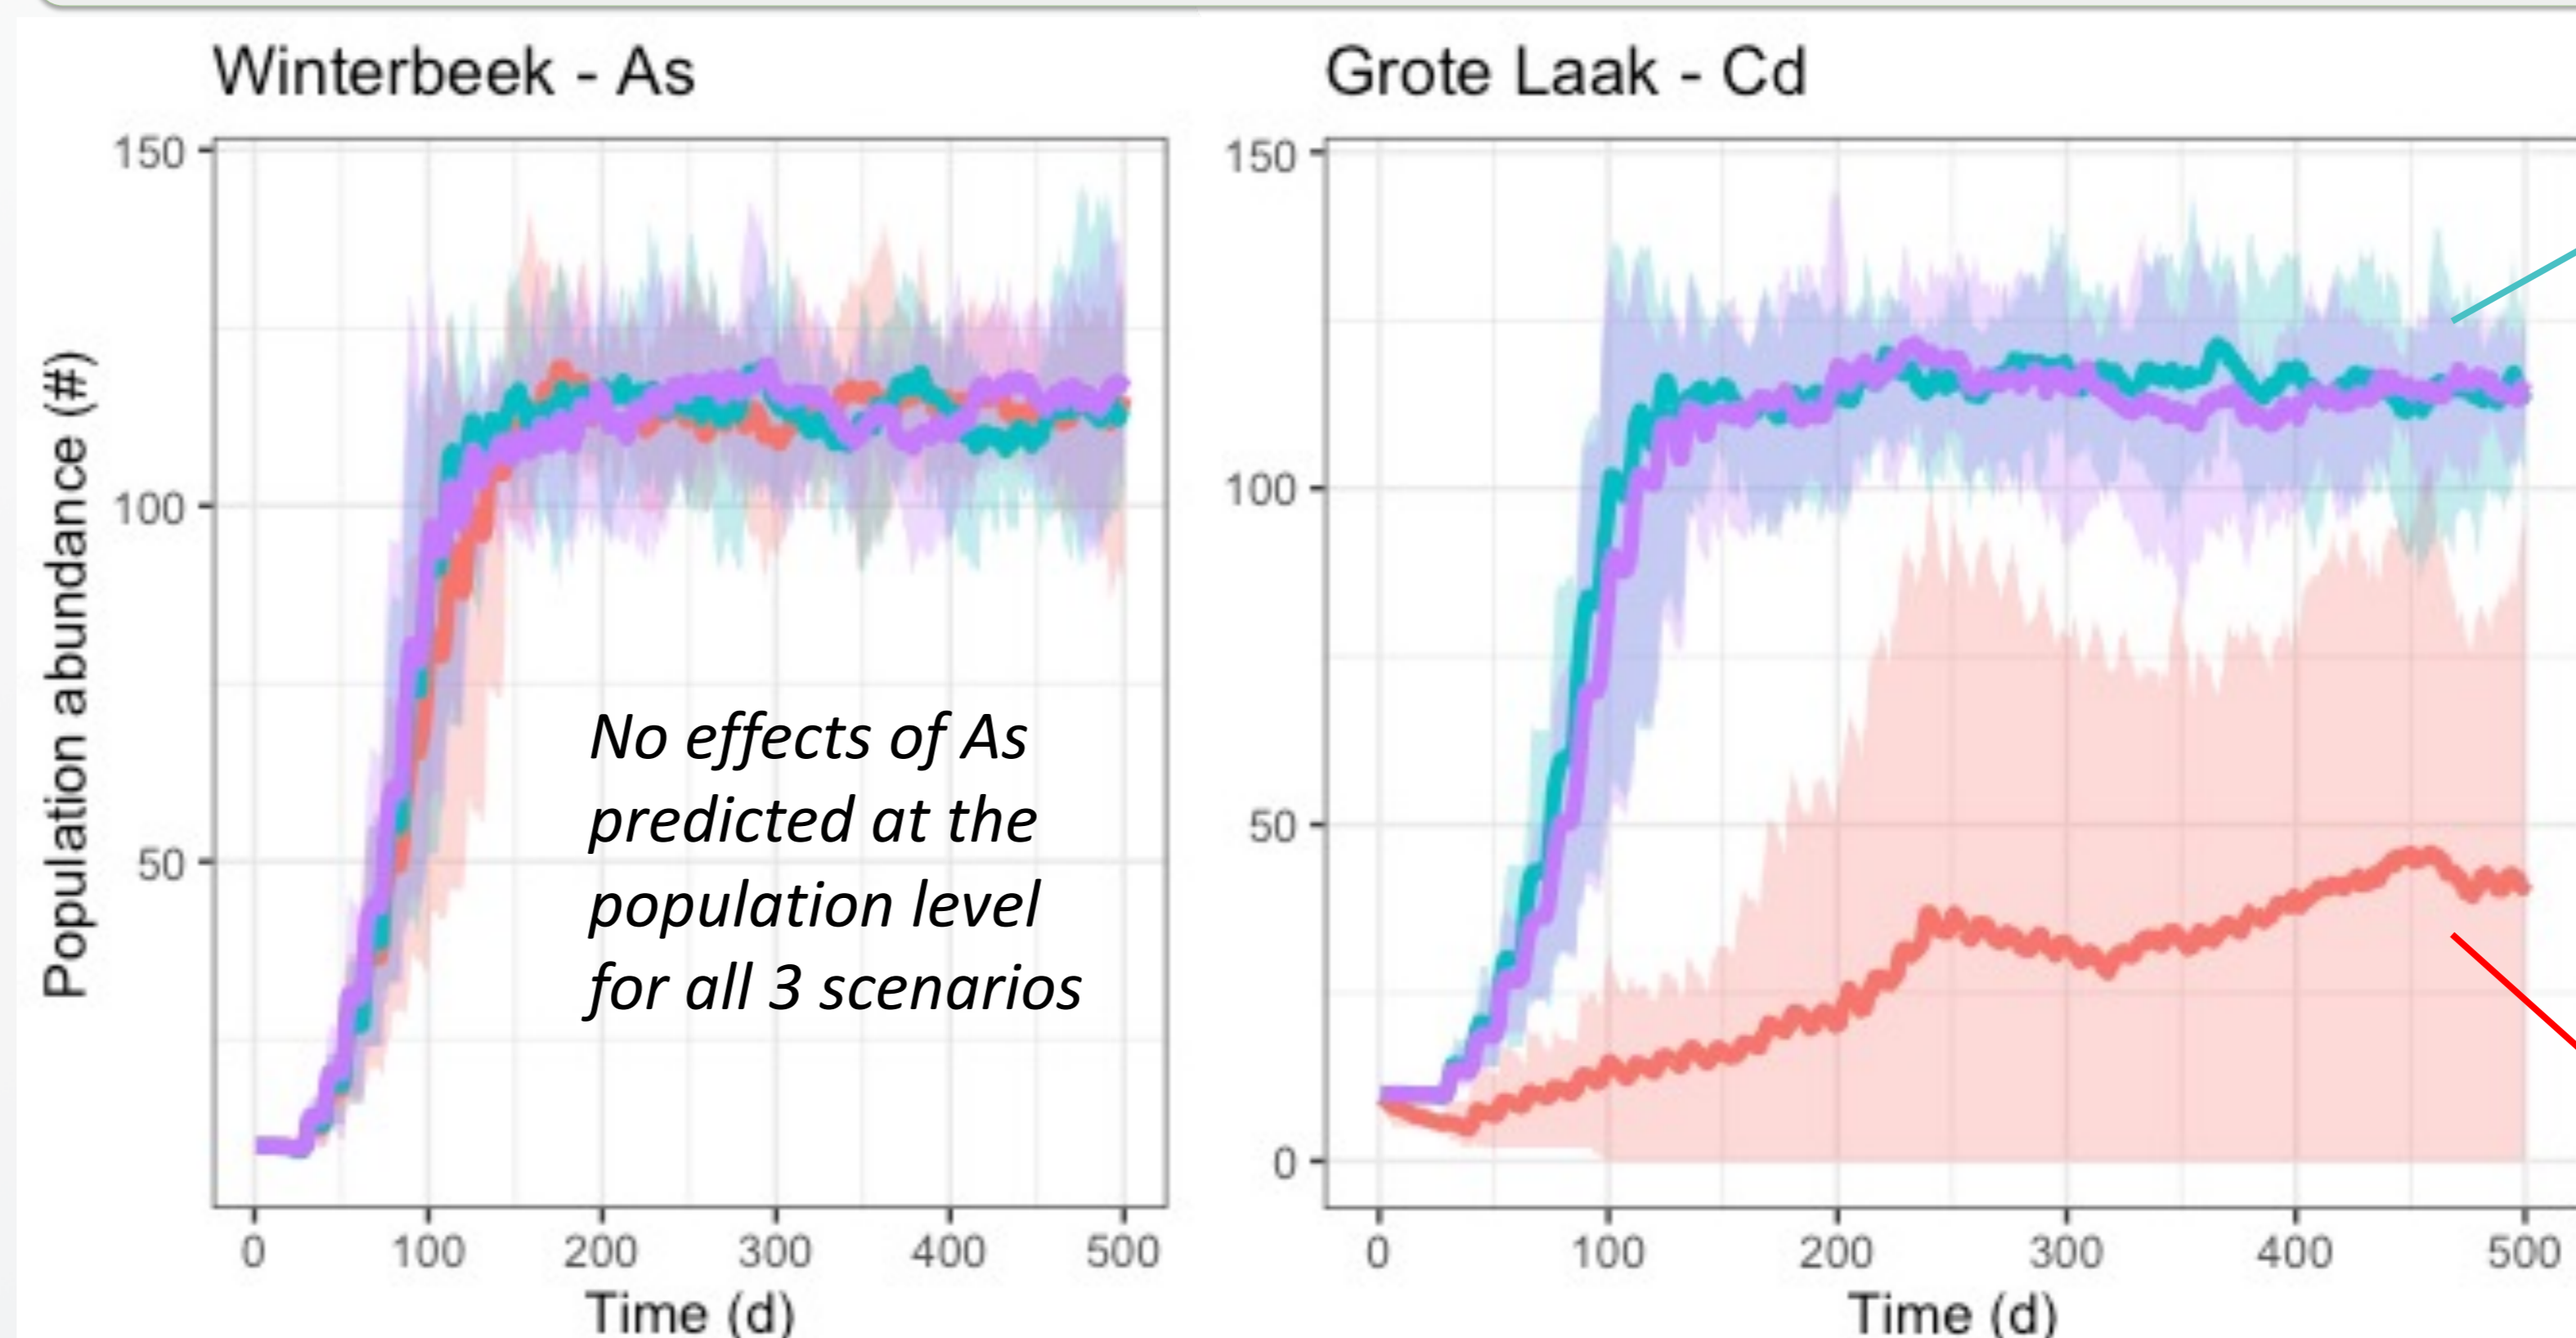 Winterbeek - As
Grote Laak - Cd
Population abundance (#)
150
100
50
0
100
200
300
400
500
Time (d)
No effects of As
predicted at the
population level
for all 3 scenarios
150
100
50
0
0
100
200
300
400
500
Time (d)